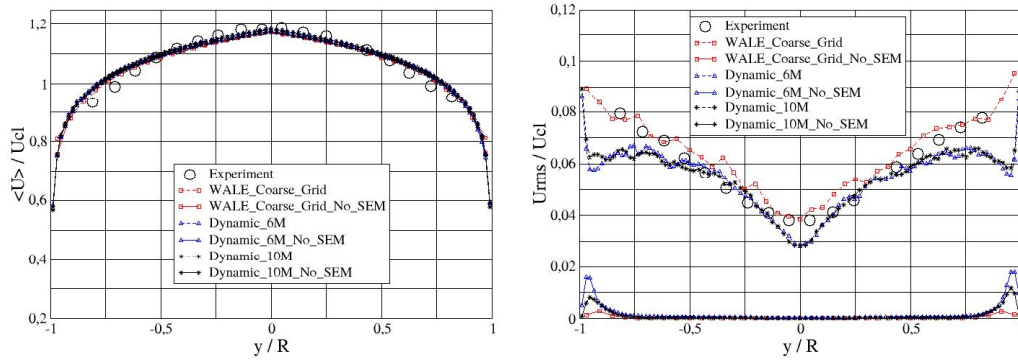 1,2
1
0,8
0,6
0,4
0,2
<U> / Ucl
Experiment
WALE_Coarse_Grid
WALE_Coarse_Grid_No_SEM
Dynamic_6M
Dynamic_6M_No_SEM
Dynamic_10M
Dynamic_10M_No_SEM
-1
-0,5
0
0,5
1
y / R
0,12
0,1
0,08
0,06
0,04
0,02
0
Urms / Ucl
Experiment
WALE_Coarse_Grid
WALE_Coarse_Grid_No_SEM
Dynamic_6M
Dynamic_6M_No_SEM
Dynamic_10M
Dynamic_10M_No_SEM
-1
-0,5
0
0,5
1
y / R